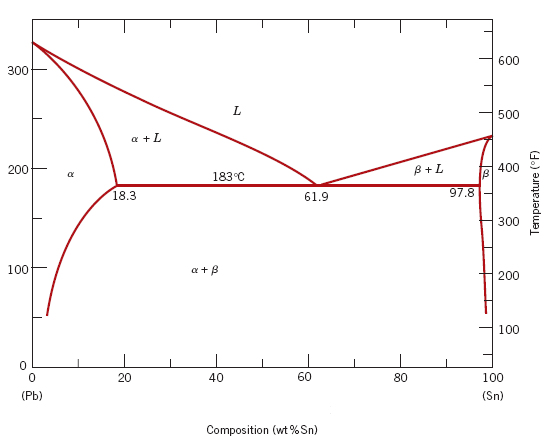 600
300
500
L
α + L
400
β + L
200
α
183°C
β
18.3
61.9
97.8
300
Temperature (°F)
100
α + β
200
100
0
0
20
40
60
80
100
(Pb)
(Sn)
Composition (wt%Sn)